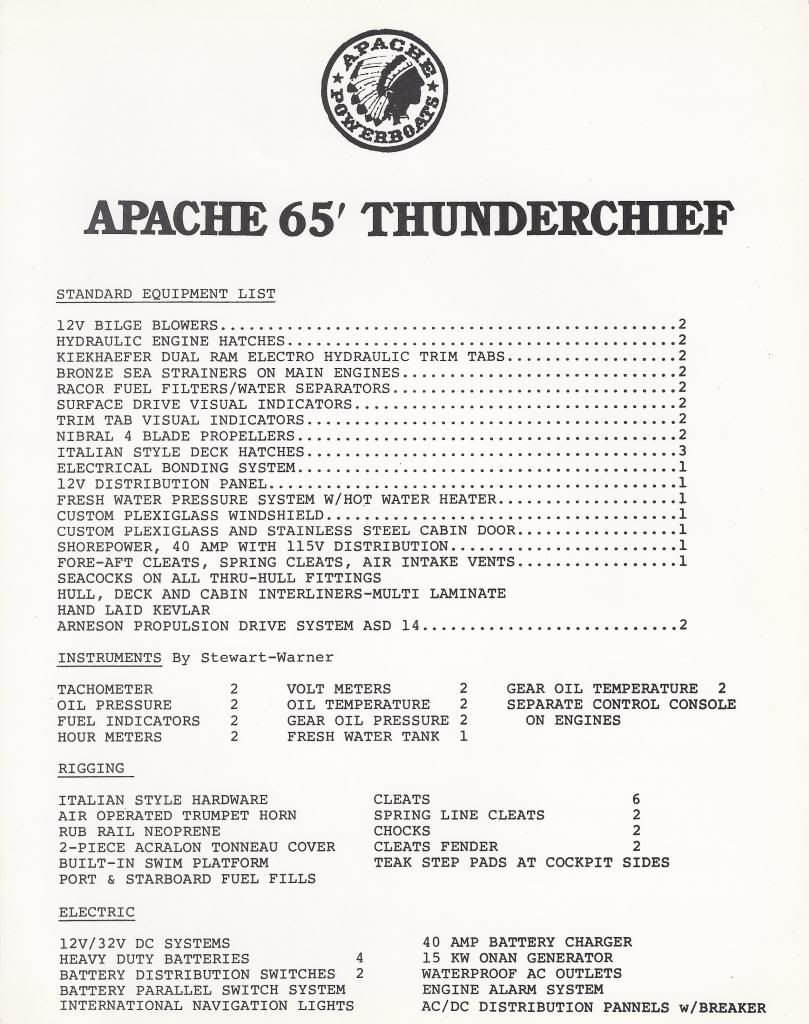 APACHE
POWERBOATS
APACHE 65' THUNDERCHIEF
STANDARD EQUIPMENT LIST
12V BILGE BLOWERS................................................2
HYDRAULIC ENGINE HATCHES.........................................2
KIEKHAEFER DUAL RAM ELECTRO HYDRAULIC TRIM TABS..................2
BRONZE SEA STRAINERS ON MAIN ENGINES.............................2
RACOR FUEL FILTERS/WATER SEPARATORS..............................2
SURFACE DRIVE VISUAL INDICATORS..................................2
TRIM TAB VISUAL INDICATORS.......................................2
NIBRAL 4 BLADE PROPELLERS........................................2
ITALIAN STYLE DECK HATCHES.......................................3
ELECTRICAL BONDING SYSTEM........................................1
12V DISTRIBUTION PANEL...........................................1
FRESH WATER PRESSURE SYSTEM W/HOT WATER HEATER...................1
CUSTOM PLEXIGLASS WINDSHIELD.....................................1
CUSTOM PLEXIGLASS AND STAINLESS STEEL CABIN DOOR.................1
SHOREPOWER, 40 AMP WITH 115V DISTRIBUTION........................1
FORE-AFT CLEATS, SPRING CLEATS, AIR INTAKE VENTS.................1
SEACOCKS ON ALL THRU-HULL FITTINGS
HULL, DECK AND CABIN INTERLINERS-MULTI LAMINATE
HAND LAID KEVLAR
ARNESON PROPULSION DRIVE SYSTEM ASD 14...........................2
INSTRUMENTS By Stewart-Warner
TACHOMETER 2 VOLT METERS 2 GEAR OIL TEMPERATURE 2
OIL PRESSURE 2 OIL TEMPERATURE 2 SEPARATE CONTROL CONSOLE
FUEL INDICATORS 2 GEAR OIL PRESSURE 2 ON ENGINES
HOUR METERS 2 FRESH WATER TANK 1
RIGGING
ITALIAN STYLE HARDWARE CLEATS 6
AIR OPERATED TRUMPET HORN SPRING LINE CLEATS 2
RUB RAIL NEOPRENE CHOCKS 2
2-PIECE ACRALON TONNEAU COVER CLEATS FENDER 2
BUILT-IN SWIM PLATFORM TEAK STEP PADS AT COCKPIT SIDES
PORT & STARBOARD FUEL FILLS
ELECTRIC
12V/32V DC SYSTEMS 40 AMP BATTERY CHARGER
HEAVY DUTY BATTERIES 4 15 KW ONAN GENERATOR
BATTERY DISTRIBUTION SWITCHES 2 WATERPROOF AC OUTLETS
BATTERY PARALLEL SWITCH SYSTEM ENGINE ALARM SYSTEM
INTERNATIONAL NAVIGATION LIGHTS AC/DC DISTRIBUTION PANNELS w/BREAKER